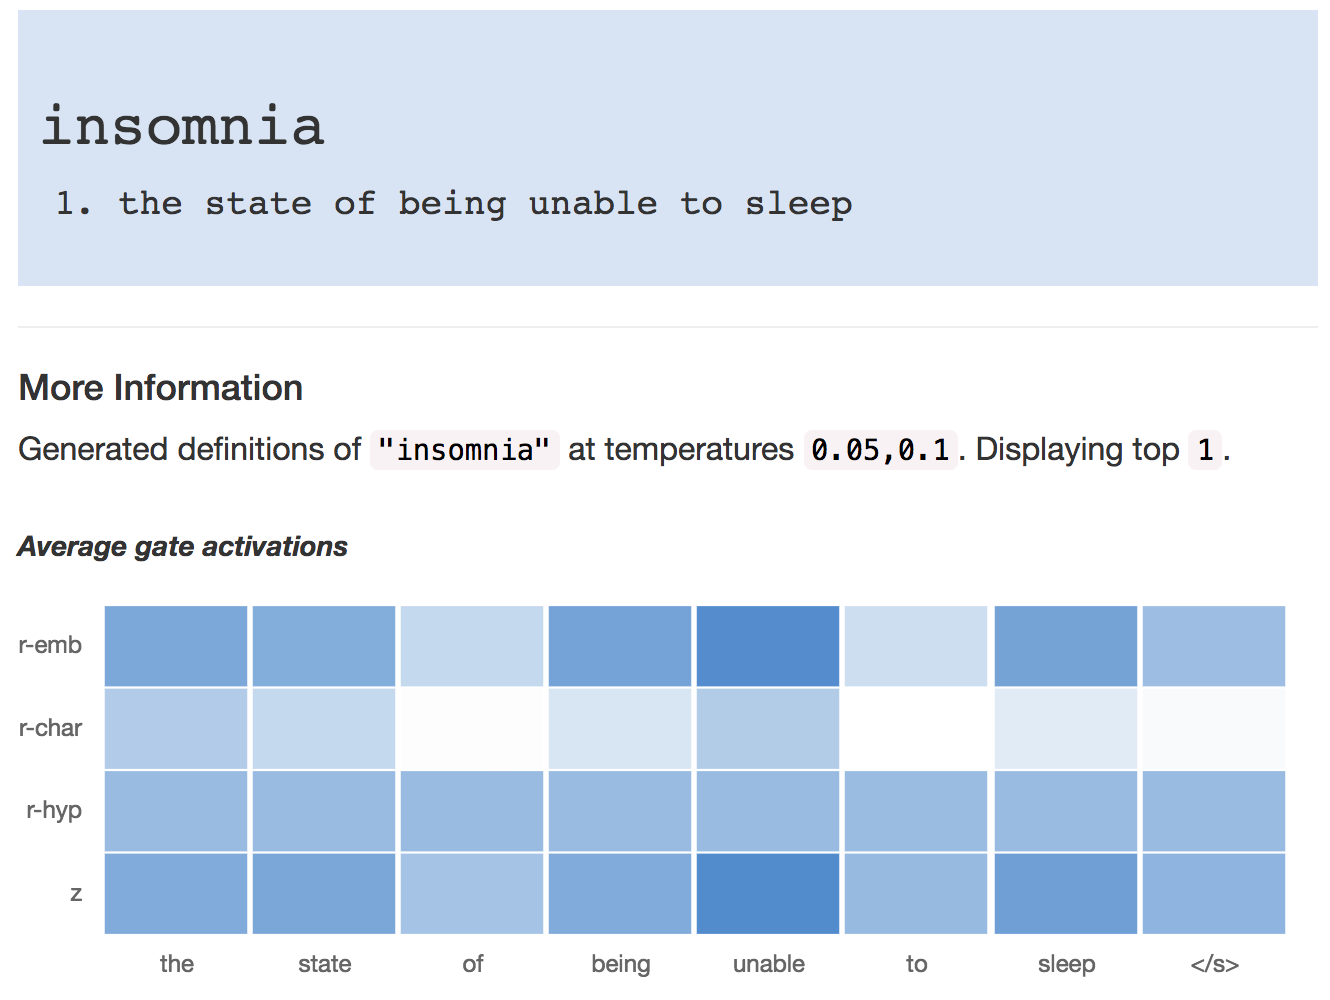 insomnia
1. the state of being unable to sleep
More Information
Generated definitions of "insomnia" at temperatures 0.05,0.1. Displaying top 1.
Average gate activations
r-emb
r-char
r-hyp
z
the state of being unable to sleep </s>